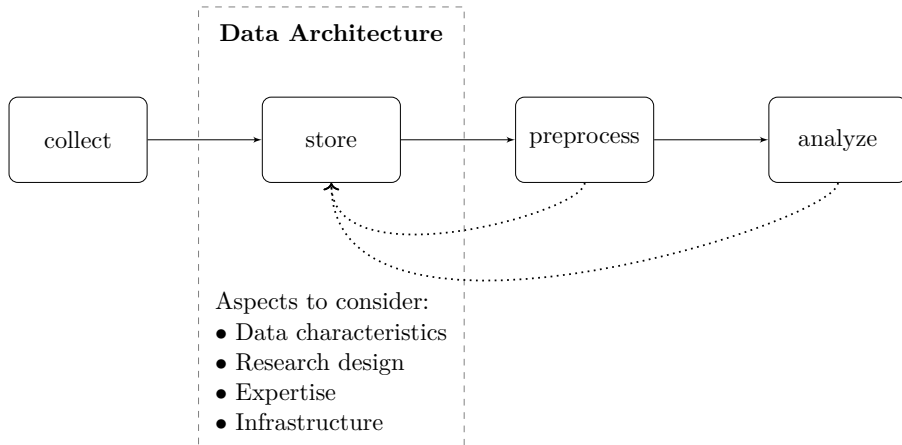 Data Architecture
collect
store
preprocess
analyze
Aspects to consider:
• Data characteristics
• Research design
• Expertise
• Infrastructure